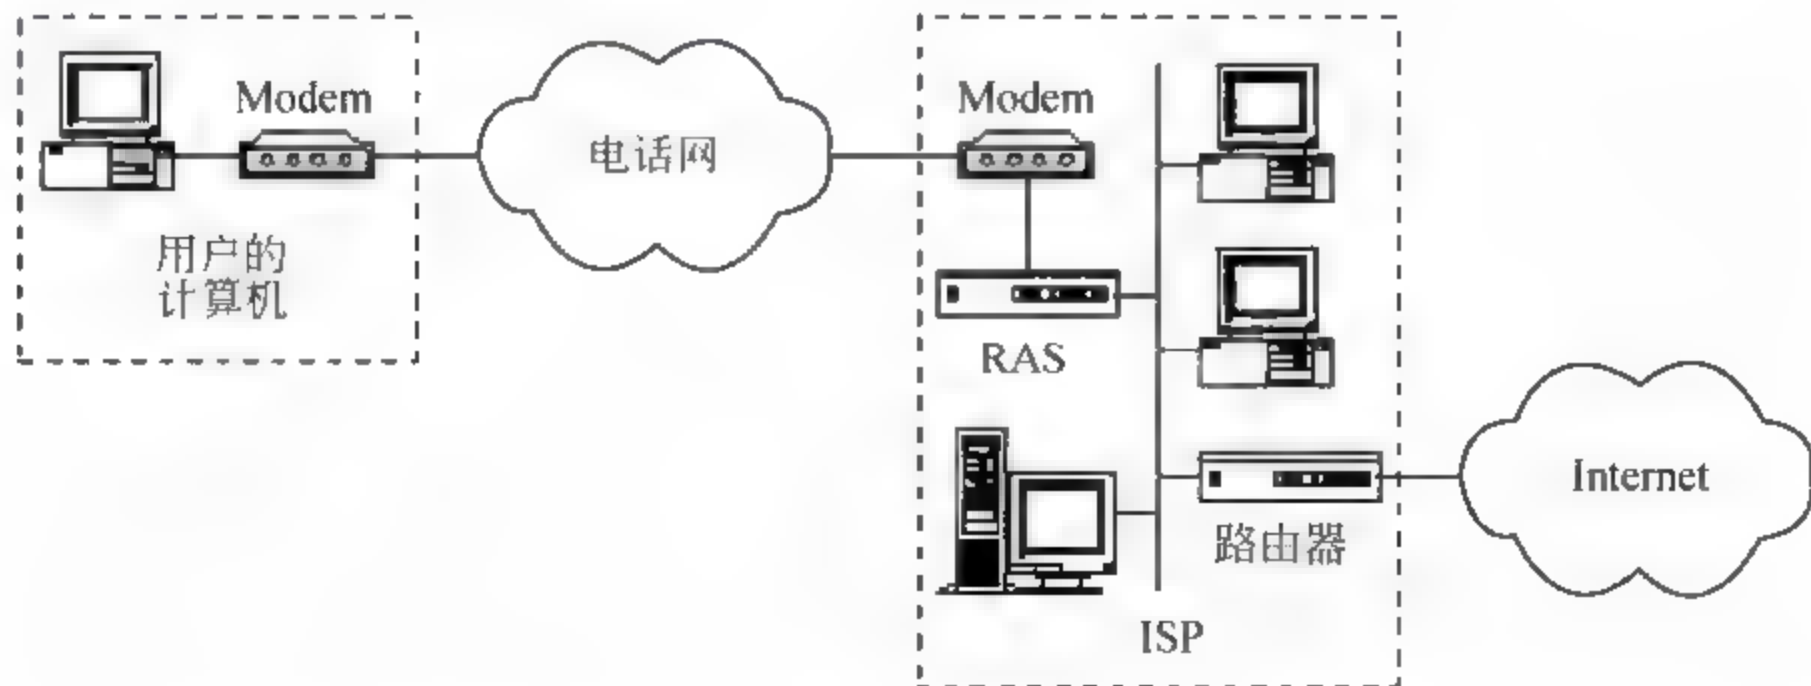 Modem
用户的
计算机
电话网
Modem
RAS
路由器
ISP
Internet